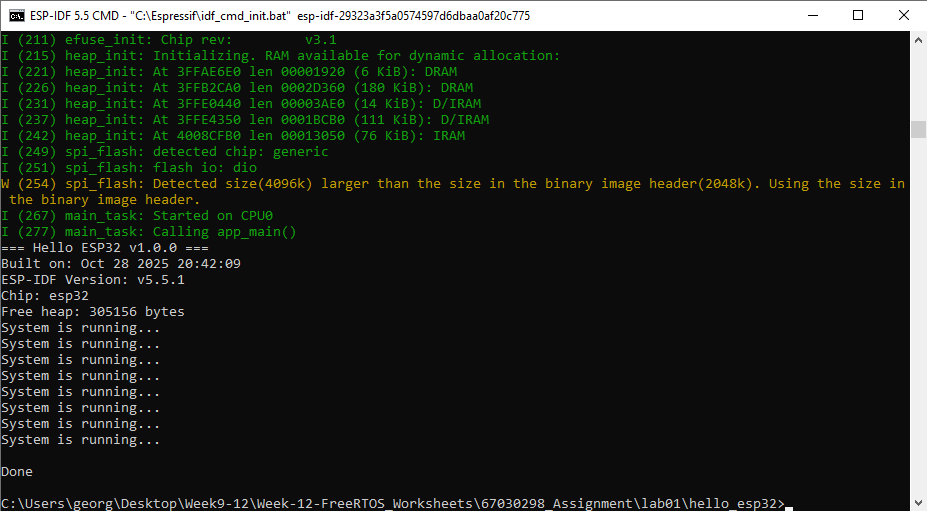 ESP-IDF 5.5 CMD - "C:\Espressif\idf_cmd_init.bat" esp-idf-29323a3f5a0574597d6dbaa0af20c775
I (211) efuse_init: Chip rev:         v3.1
I (215) heap_init: Initializing. RAM available for dynamic allocation:
I (221) heap_init: At 3FFAE6E0 len 00001920 (6 KiB): DRAM
I (226) heap_init: At 3FFB2CA0 len 0002D360 (180 KiB): DRAM
I (231) heap_init: At 3FFE0440 len 00003AE0 (14 KiB): D/IRAM
I (237) heap_init: At 3FFE4350 len 0001BCB0 (111 KiB): D/IRAM
I (242) heap_init: At 4008CFB0 len 00013050 (76 KiB): IRAM
I (249) spi_flash: detected chip: generic
I (251) spi_flash: flash io: dio
W (254) spi_flash: Detected size(4096k) larger than the size in the binary image header(2048k). Using the size in
 the binary image header.
I (267) main_task: Started on CPU0
I (277) main_task: Calling app_main()
=== Hello ESP32 v1.0.0 ===
Built on: Oct 28 2025 20:42:09
ESP-IDF Version: v5.5.1
Chip: esp32
Free heap: 305156 bytes
System is running...
System is running...
System is running...
System is running...
System is running...
System is running...
System is running...
System is running...
Done
C:\Users\georg\Desktop\Week9-12\Week-12-FreeRTOS_Worksheets\67030298_Assignment\lab01\hello_esp32>